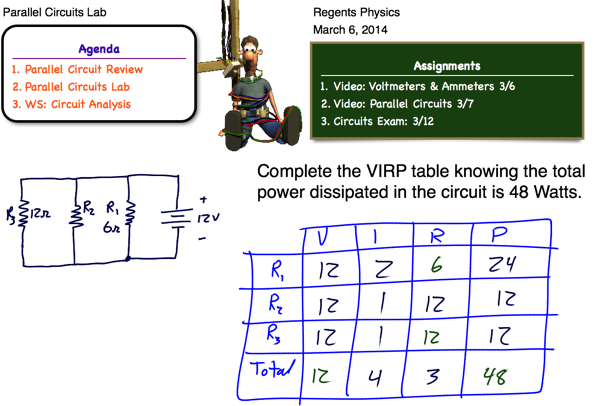 Parallel Circuits Lab
Regents Physics
March 6, 2014
Agenda
1. Parallel Circuit Review
2. Parallel Circuits Lab
3. WS: Circuit Analysis
Assignments
1. Video: Voltmeters & Ammeters 3/6
2. Video: Parallel Circuits 3/7
3. Circuits Exam: 3/12
Complete the VIRP table knowing the total
power dissipated in the circuit is 48 Watts.
R3 12Ω R2 R1 6Ω + 12V -
V I R P
R1 12 2 6 24
R2 12 1 12 12
R3 12 1 12 12
Total 12 4 3 48